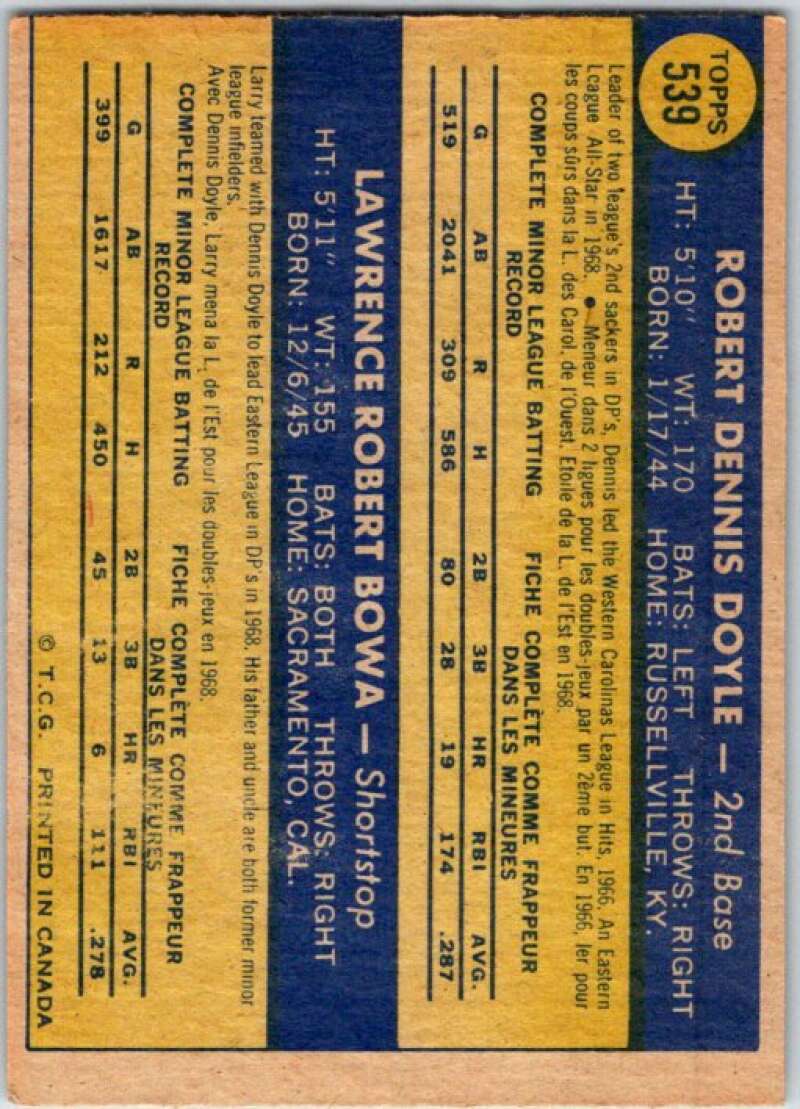 TOPPS
539
ROBERT DENNIS DOYLE — 2nd Base
HT: 5'10" WT: 170 BATS: LEFT THROWS: RIGHT
BORN: 1/17/44 HOME: RUSSELLVILLE, KY.
Leader of two league's 2nd sackers in DP's, Dennis led the Western Carolinas League in Hits, 1966. An Eastern
League All-Star in 1968. ● Meneur dans 2 ligues pour les doubles-jeux par un 2ème but. En 1966, ler pour
les coups sûrs dans la L. des Carol. de l'Ouest. Etoile de la L. de l'Est en 1968.
COMPLETE MINOR LEAGUE BATTING FICHE COMPLÈTE COMME FRAPPEUR
RECORD DANS LES MINEURES
G AB R H 2B 3B HR RBI AVG.
519 2041 309 586 80 28 19 174 .287
LAWRENCE ROBERT BOWA — Shortstop
HT: 5'11" WT: 155 BATS: BOTH THROWS: RIGHT
BORN: 12/6/45 HOME: SACRAMENTO, CAL.
Larry teamed with Dennis Doyle to lead Eastern League in DP's in 1968. His father and uncle are both former minor
league infielders.
Avec Dennis Doyle, Larry mena la L. de l'Est pour les doubles-jeux en 1968.
COMPLETE MINOR LEAGUE BATTING FICHE COMPLÈTE COMME FRAPPEUR
RECORD DANS LES MINEURES
G AB R H 2B 3B HR RBI AVG.
399 1617 212 450 45 13 6 111 .278
© T.C.G. PRINTED IN CANADA